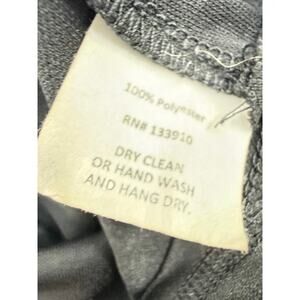 100% Polyester
RN# 133910
DRY CLEAN
OR HAND WASH
AND HANG DRY.